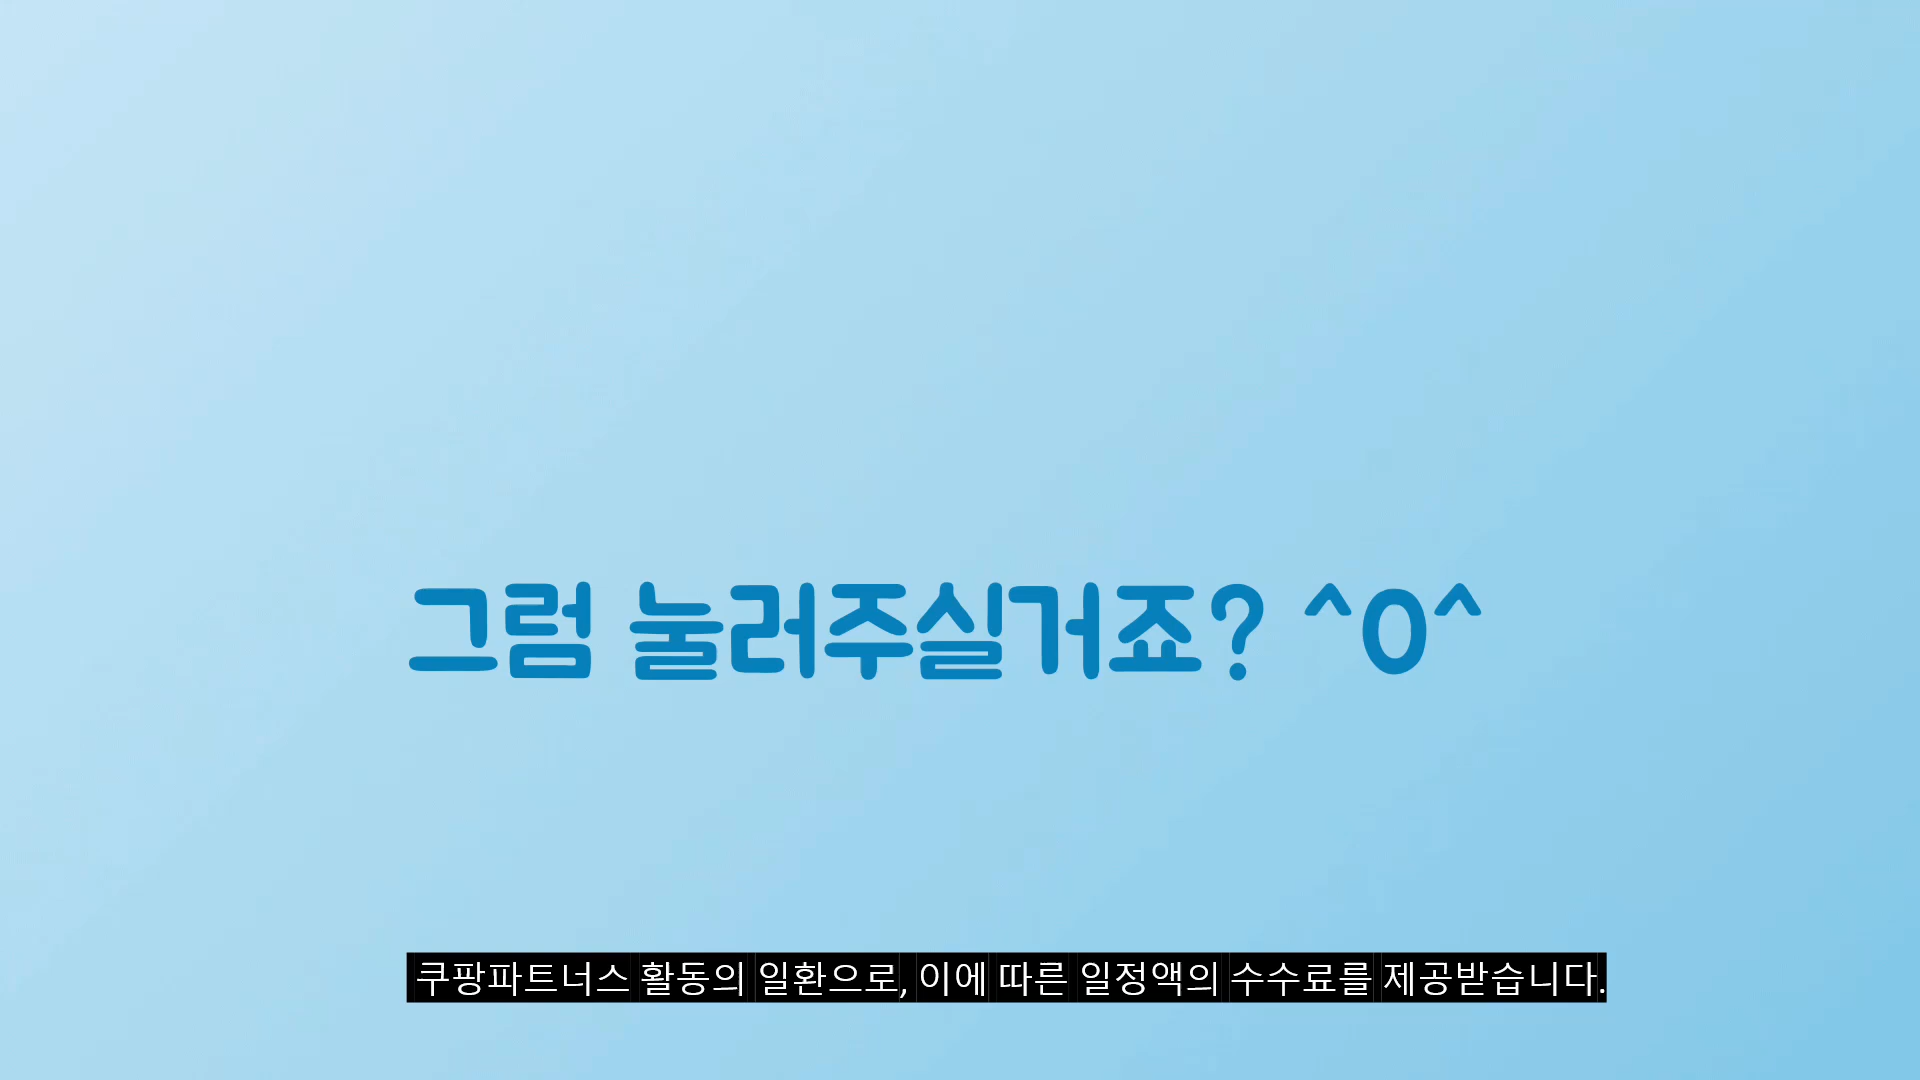 그럼 눌러주실거죠? ^0^
쿠팡파트너스 활동의 일환으로, 이에 따른 일정액의 수수료를 제공받습니다.